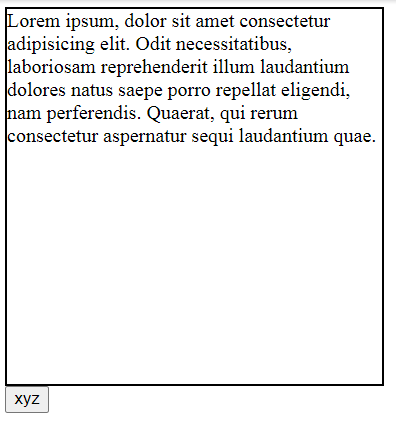 Lorem ipsum, dolor sit amet consectetur
adipisicing elit. Odit necessitatibus,
laboriosam reprehenderit illum laudantium
dolores natus saepe porro repellat eligendi,
nam perferendis. Quaerat, qui rerum
consectetur aspernatur sequi laudantium quae.
xyz